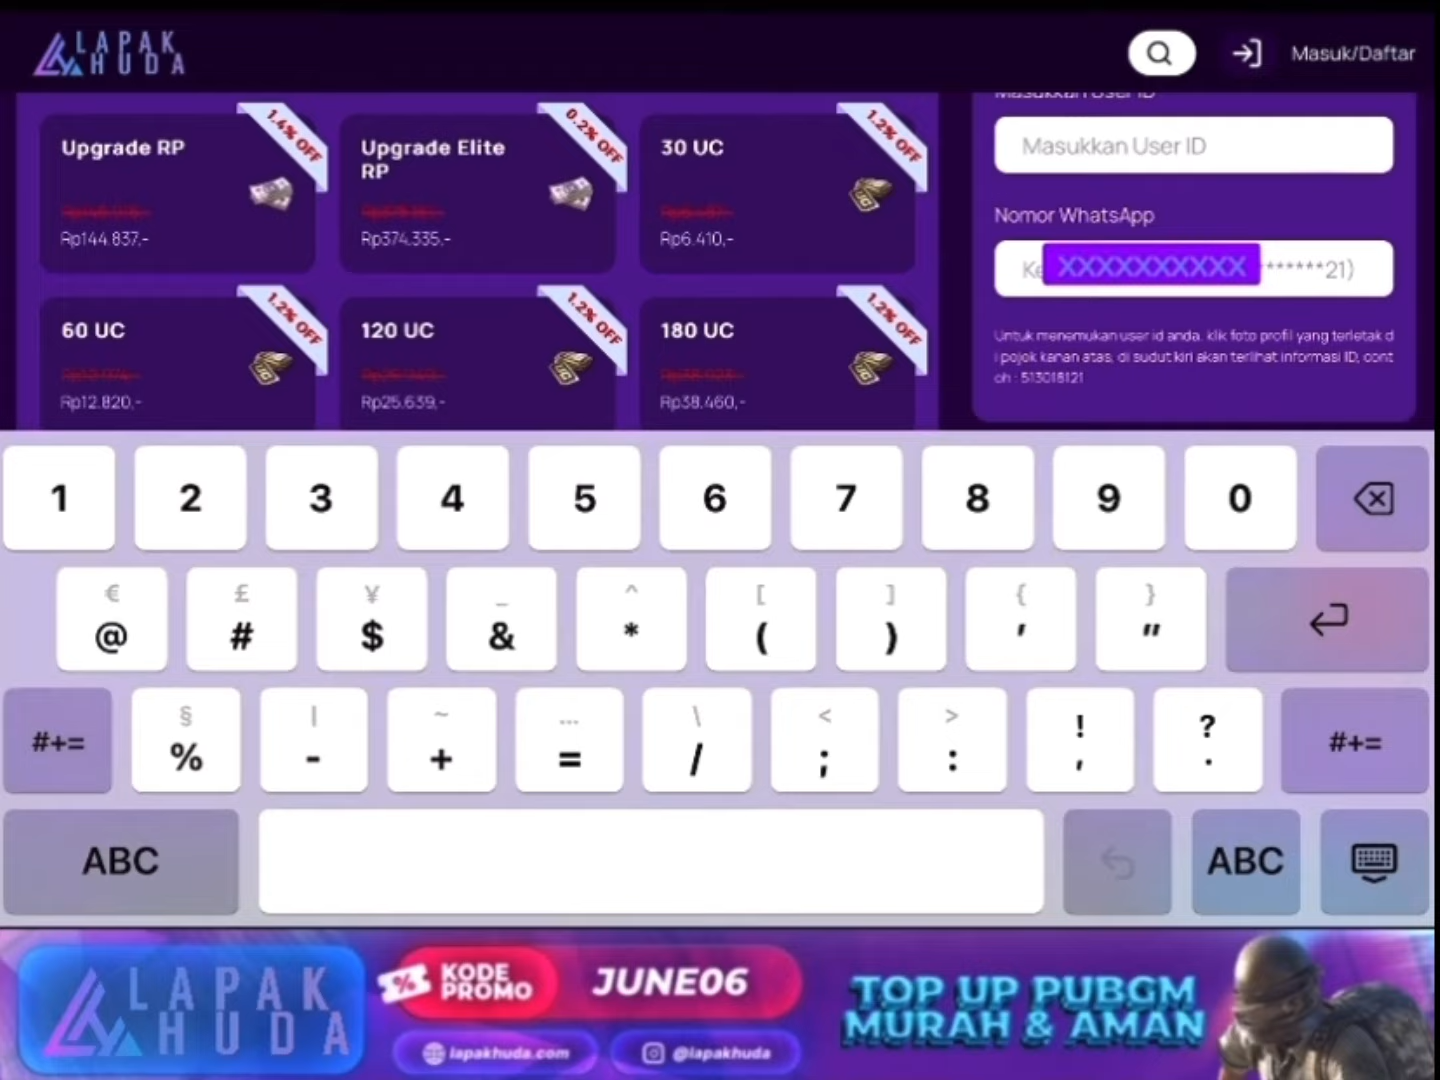 LAPAK
HUDA
Masuk/Daftar
Masukkan User ID
Upgrade RP
1.4% OFF
Rp144.837,-
Upgrade Elite
RP
0.2% OFF
Rp374.335,-
30 UC
1.2% OFF
Rp6.410,-
Masukkan User ID
Nomor WhatsApp
Ke XXXXXXXXXX *******21)
60 UC
1.2% OFF
Rp12.820,-
120 UC
1.2% OFF
Rp25.639,-
180 UC
1.2% OFF
Rp38.460,-
Untuk menemukan user id anda, klik foto profil yang terletak d
i pojok kanan atas, di sudut kiri akan terlihat informasi ID, cont
oh : 513018121
1 2 3 4 5 6 7 8 9 0
€ £ ¥ _ ^ [ ] { }
@ # $ & * ( ) ' "
§ | ~ … \ < > ! ?
#+= % - + = / ; : , . #+=
ABC ABC
LAPAK
HUDA
KODE
PROMO
JUNE06
lapakhuda.com
@lapakhuda
TOP UP PUBGM
MURAH & AMAN